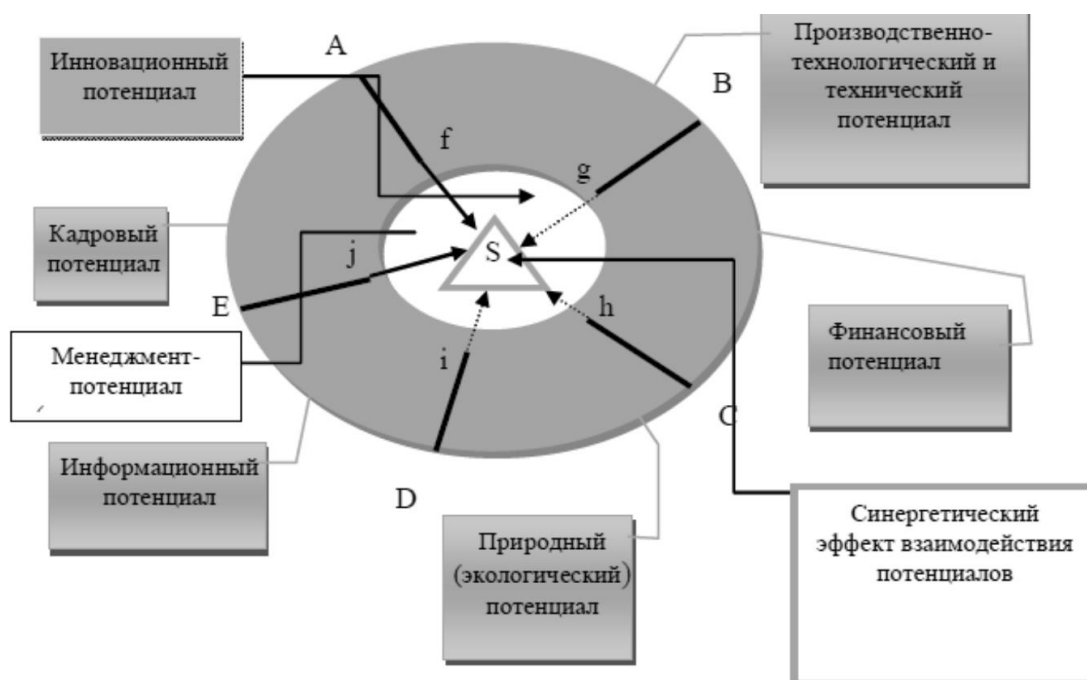 A
Инновационный
потенциал
Производственно-
технологический и
технический
потенциал
B
f
g
Кадровый
потенциал
j
S
E
h
Менеджмент-
потенциал
i
Финансовый
потенциал
C
Информационный
потенциал
D
Природный
(экологический)
потенциал
Синергетический
эффект взаимодействия
потенциалов